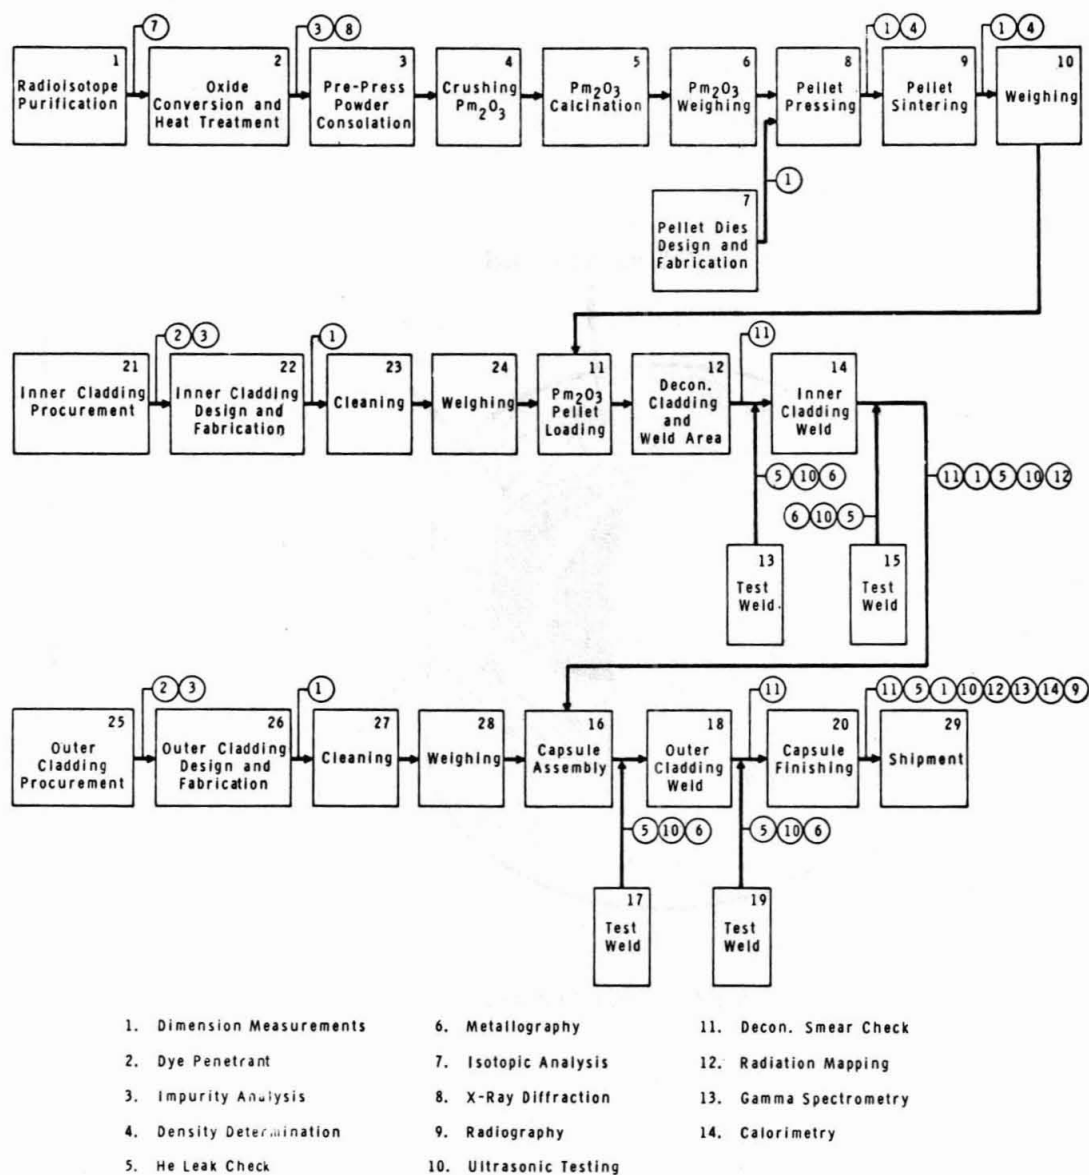 7
3 8
1 4
1 4
1
Radioisotope
Purification
2
Oxide
Conversion and
Heat Treatment
3
Pre-Press
Powder
Consolation
4
Crushing
Pm2O3
5
Pm2O3
Calcination
6
Pm2O3
Weighing
8
Pellet
Pressing
9
Pellet
Sintering
10
Weighing
1
7
Pellet Dies
Design and
Fabrication
2 3
1
11
21
Inner Cladding
Procurement
22
Inner Cladding
Design and
Fabrication
23
Cleaning
24
Weighing
11
Pm2O3
Pellet
Loading
12
Decon.
Cladding
and
Weld Area
14
Inner
Cladding
Weld
5 10 6
11 1 5 10 12
6 10 5
13
Test
Weld.
15
Test
Weld
2 3
1
11
11 5 1 10 12 13 14 9
25
Outer
Cladding
Procurement
26
Outer Cladding
Design and
Fabrication
27
Cleaning
28
Weighing
16
Capsule
Assembly
18
Outer
Cladding
Weld
20
Capsule
Finishing
29
Shipment
5 10 6
5 10 6
17
Test
Weld
19
Test
Weld
1. Dimension Measurements
2. Dye Penetrant
3. Impurity Analysis
4. Density Determination
5. He Leak Check
6. Metallography
7. Isotopic Analysis
8. X-Ray Diffraction
9. Radiography
10. Ultrasonic Testing
11. Decon. Smear Check
12. Radiation Mapping
13. Gamma Spectrometry
14. Calorimetry